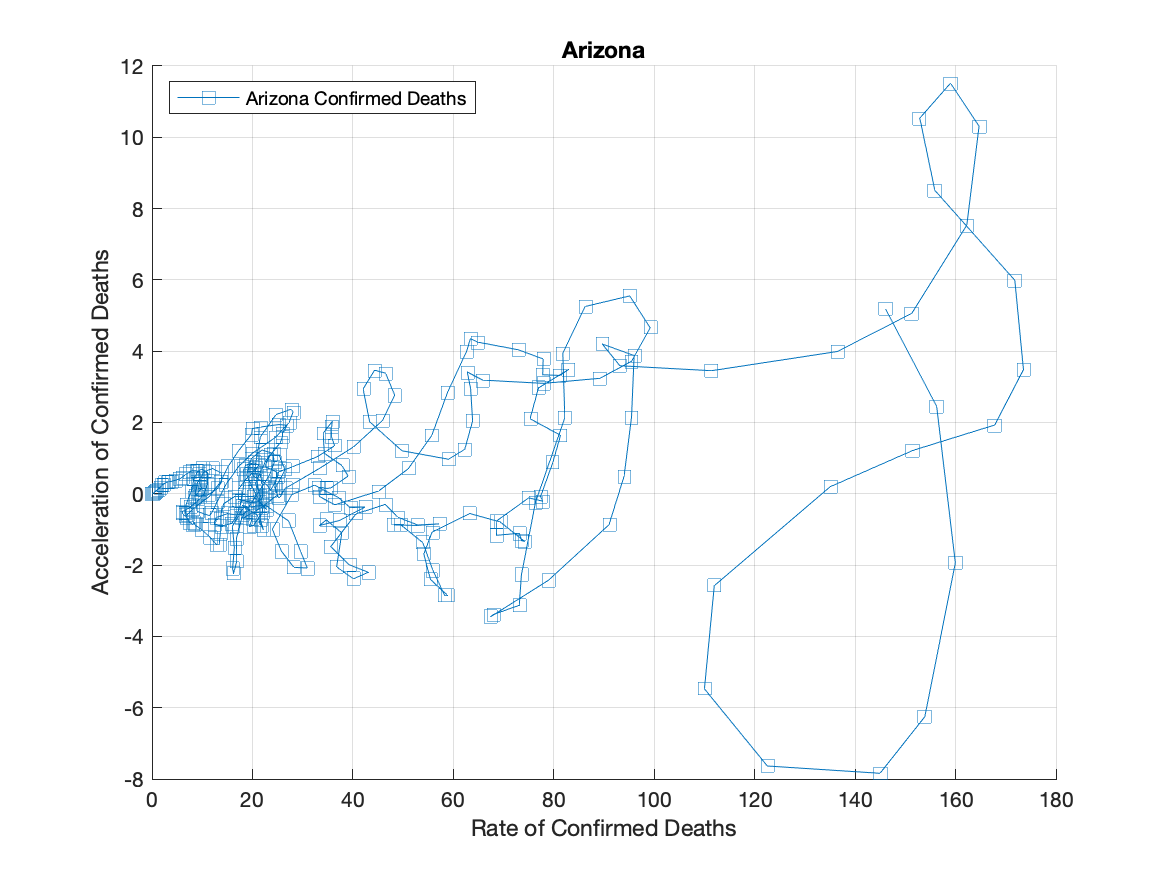 Arizona
Arizona Confirmed Deaths
12
10
8
6
4
2
0
-2
-4
-6
-8
Acceleration of Confirmed Deaths
0 20 40 60 80 100 120 140 160 180
Rate of Confirmed Deaths